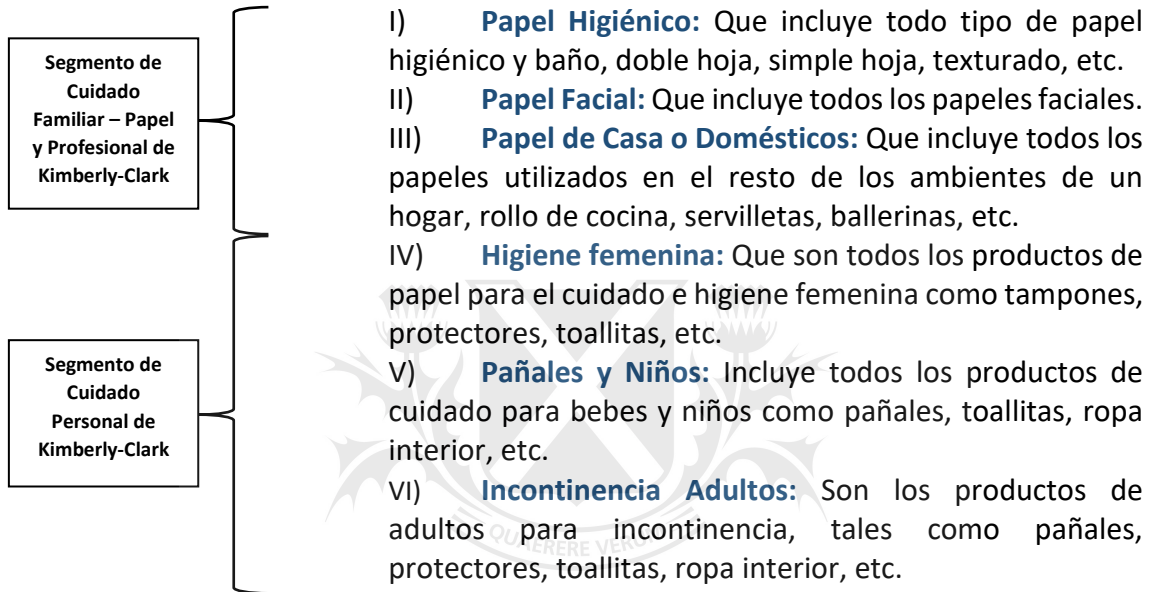 Segmento de
Cuidado
Familiar – Papel
y Profesional de
Kimberly-Clark
I) Papel Higiénico: Que incluye todo tipo de papel
higiénico y baño, doble hoja, simple hoja, texturado, etc.
II) Papel Facial: Que incluye todos los papeles faciales.
III) Papel de Casa o Domésticos: Que incluye todos los
papeles utilizados en el resto de los ambientes de un
hogar, rollo de cocina, servilletas, ballerinas, etc.
Segmento de
Cuidado
Personal de
Kimberly-Clark
IV) Higiene femenina: Que son todos los productos de
papel para el cuidado e higiene femenina como tampones,
protectores, toallitas, etc.
V) Pañales y Niños: Incluye todos los productos de
cuidado para bebes y niños como pañales, toallitas, ropa
interior, etc.
VI) Incontinencia Adultos: Son los productos de
adultos para incontinencia, tales como pañales,
protectores, toallitas, ropa interior, etc.
QUAERERE